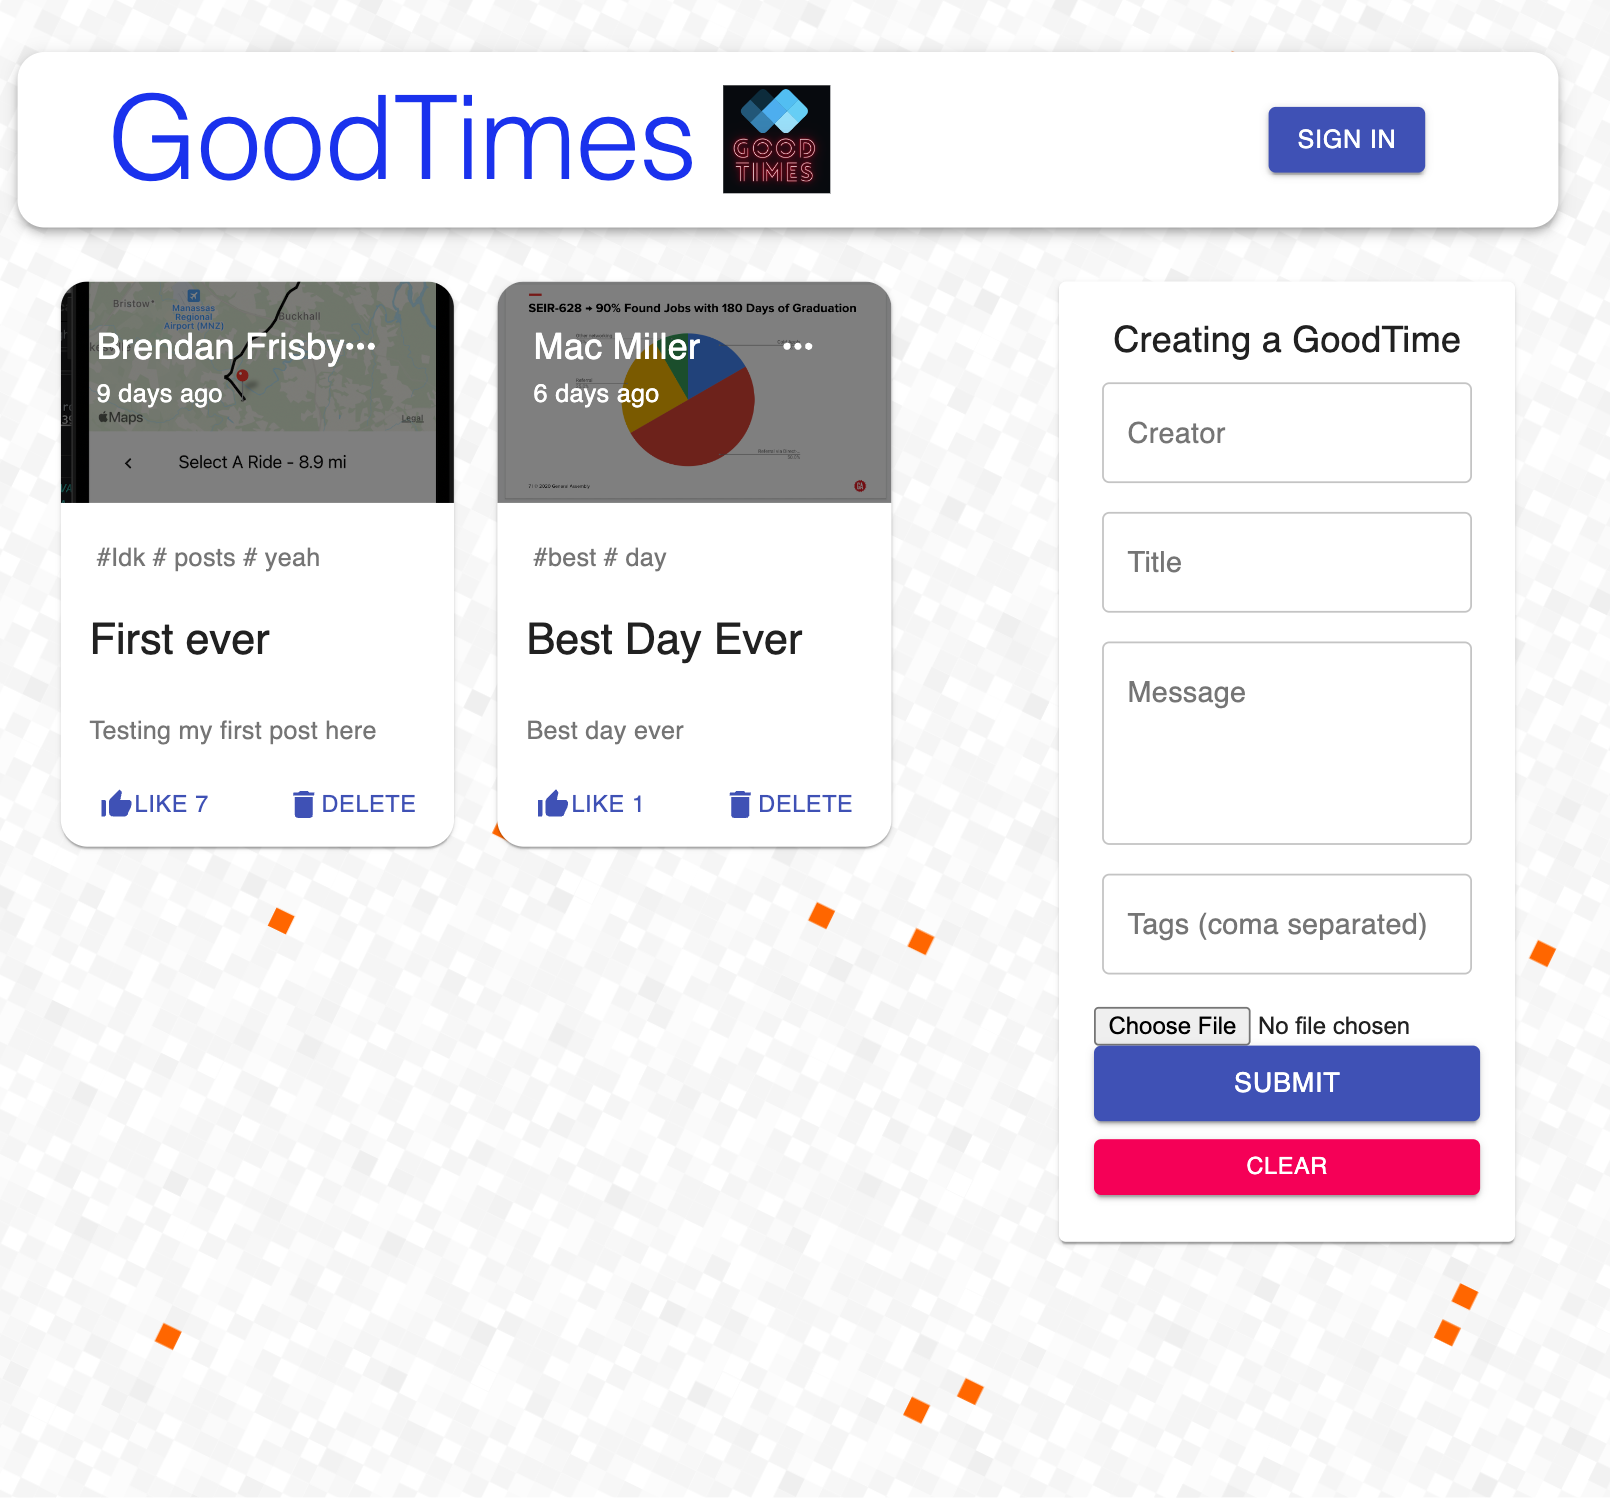 GoodTimes
GOOD
TIMES
SIGN IN
Bristow
Manassas
Regional
Airport (MNZ)
Buckhall
Brendan Frisby•••
9 days ago
Maps
Legal
Select A Ride - 8.9 mi
#Idk # posts # yeah
First ever
Testing my first post here
LIKE 7
DELETE
SEIR-628 → 90% Found Jobs with 180 Days of Graduation
Mac Miller •••
6 days ago
GA
#best # day
Best Day Ever
Best day ever
LIKE 1
DELETE
Creating a GoodTime
Creator
Title
Message
Tags (coma separated)
Choose File No file chosen
SUBMIT
CLEAR